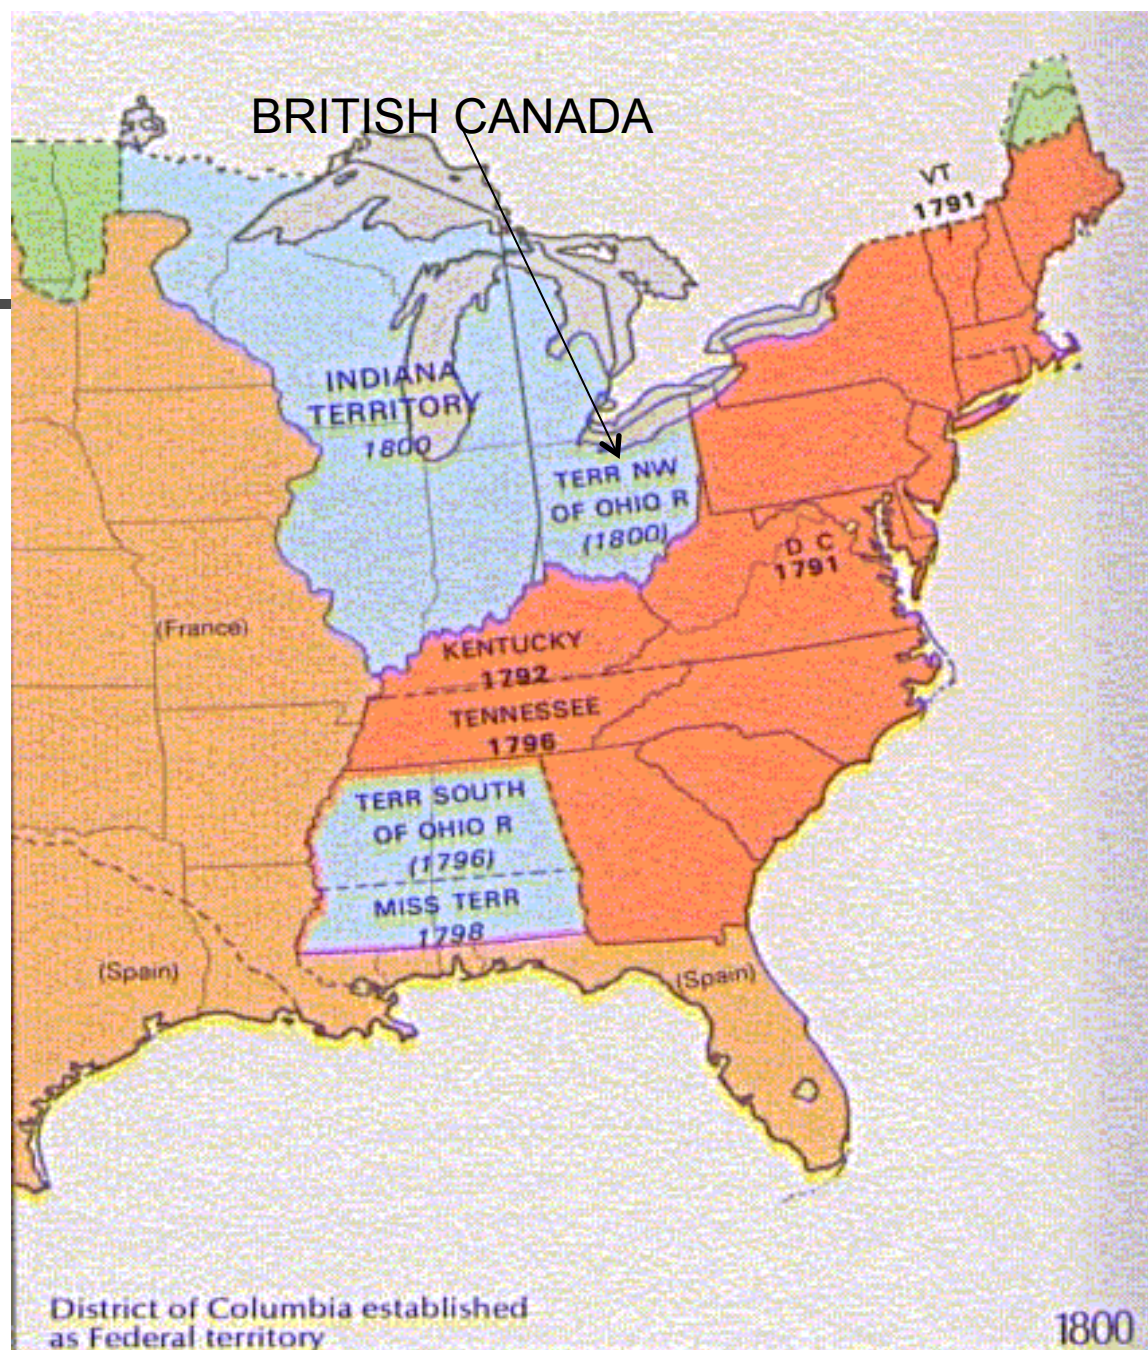 BRITISH CANADA
VT
1791
INDIANA
TERRITORY
1800
TERR NW
OF OHIO R
(1800)
D C
1791
(France)
KENTUCKY
1792
TENNESSEE
1796
TERR SOUTH
OF OHIO R
(1796)
MISS TERR
1798
(Spain)
(Spain)
District of Columbia established
as Federal territory
1800